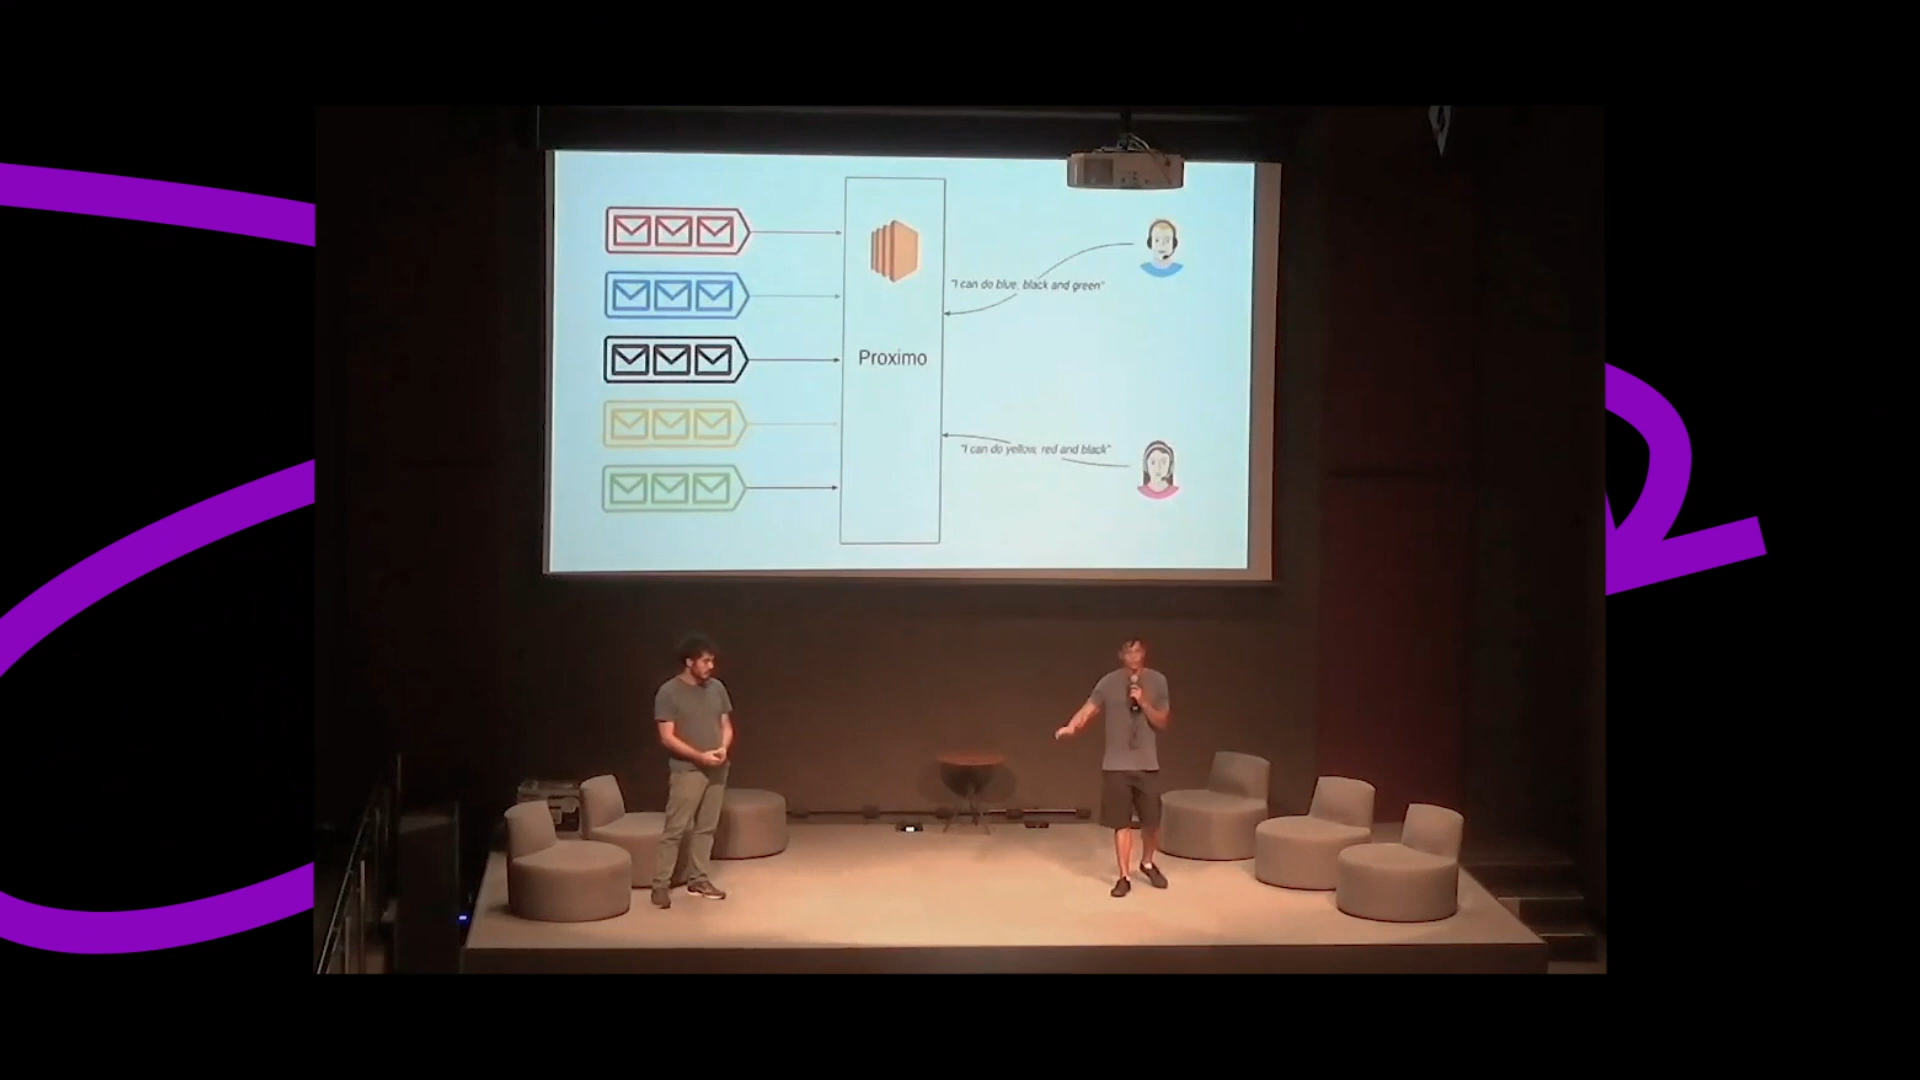 "I can do blue, black and green"
Proximo
"I can do yellow, red and black"